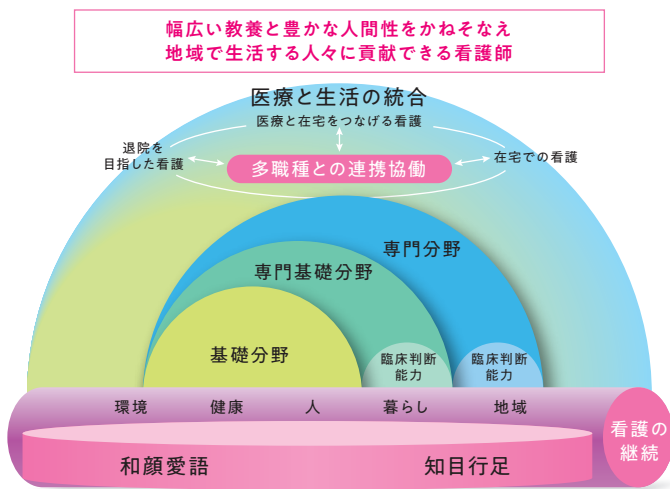 幅広い教養と豊かな人間性をかねそなえ
地域で生活する人々に貢献できる看護師
医療と生活の統合
医療と在宅をつなげる看護
退院を
目指した看護
多職種との連携協働
在宅での看護
専門分野
専門基礎分野
基礎分野
臨床判断
能力
臨床判断
能力
環境
健康
人
暮らし
地域
看護の
継続
和顔愛語
知目行足